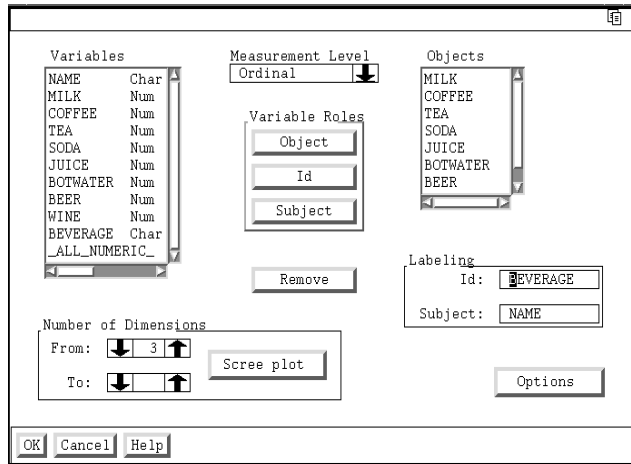 Variables
NAME Char
MILK Num
COFFEE Num
TEA Num
SODA Num
JUICE Num
BOTWATER Num
BEER Num
WINE Num
BEVERAGE Char
_ALL_NUMERIC_
Measurement Level
Ordinal
Variable Roles
Object
Id
Subject
Remove
Objects
MILK
COFFEE
TEA
SODA
JUICE
BOTWATER
BEER
Labeling
Id: BEVERAGE
Subject: NAME
Number of Dimensions
From: 3
To:
Scree plot
Options
OK Cancel Help